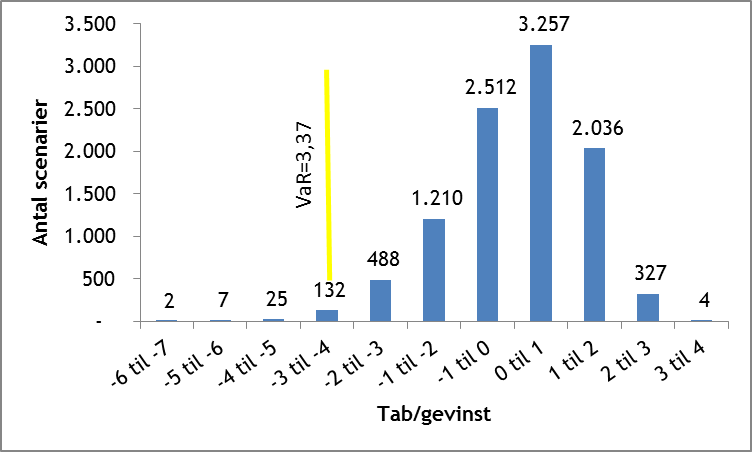 3.500
3.000
2.500
2.000
1.500
1.000
500
-
Antal scenarier
VaR=3,37
2
7
25
132
488
1.210
2.512
3.257
2.036
327
4
-6 til -7
-5 til -6
-4 til -5
-3 til -4
-2 til -3
-1 til -2
-1 til 0
0 til 1
1 til 2
2 til 3
3 til 4
Tab/gevinst